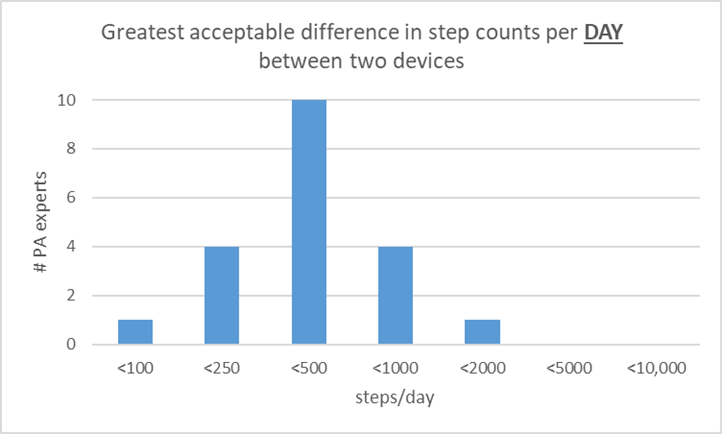 Greatest acceptable difference in step counts per DAY
between two devices
10
8
6
4
2
0
# PA experts
<100 <250 <500 <1000 <2000 <5000 <10,000
steps/day